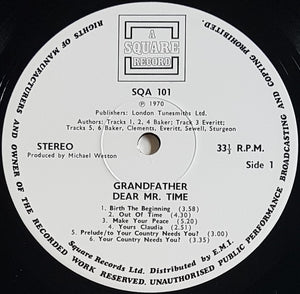 A
SQUARE
RECORD
SQA 101
℗ 1970
Publishers: London Tunesmiths Ltd.
Authors: Tracks 1, 2, 4 Baker; Track 3 Everitt;
Tracks 5, 6 Baker, Clements, Everitt, Sewell, Sturgeon
STEREO
33⅓ R.P.M.
Produced by Michael Wetton
Side 1
GRANDFATHER
DEAR MR. TIME
1. Birth The Beginning (3.58)
2. Out Of Time (4.30)
3. Make Your Peace (5.20)
4. Yours Claudia (5.31)
5. Prelude/to Your Country Needs You? (3.35)
6. Your Country Needs You? (3.35)
RIGHTS OF MANUFACTURERS AND OWNER OF THE RECORDED WORK RESERVED, UNAUTHORISED PUBLIC PERFORMANCE BROADCASTING AND COPYING PROHIBITED.
Square Records Ltd. Distributed by E.M.I.